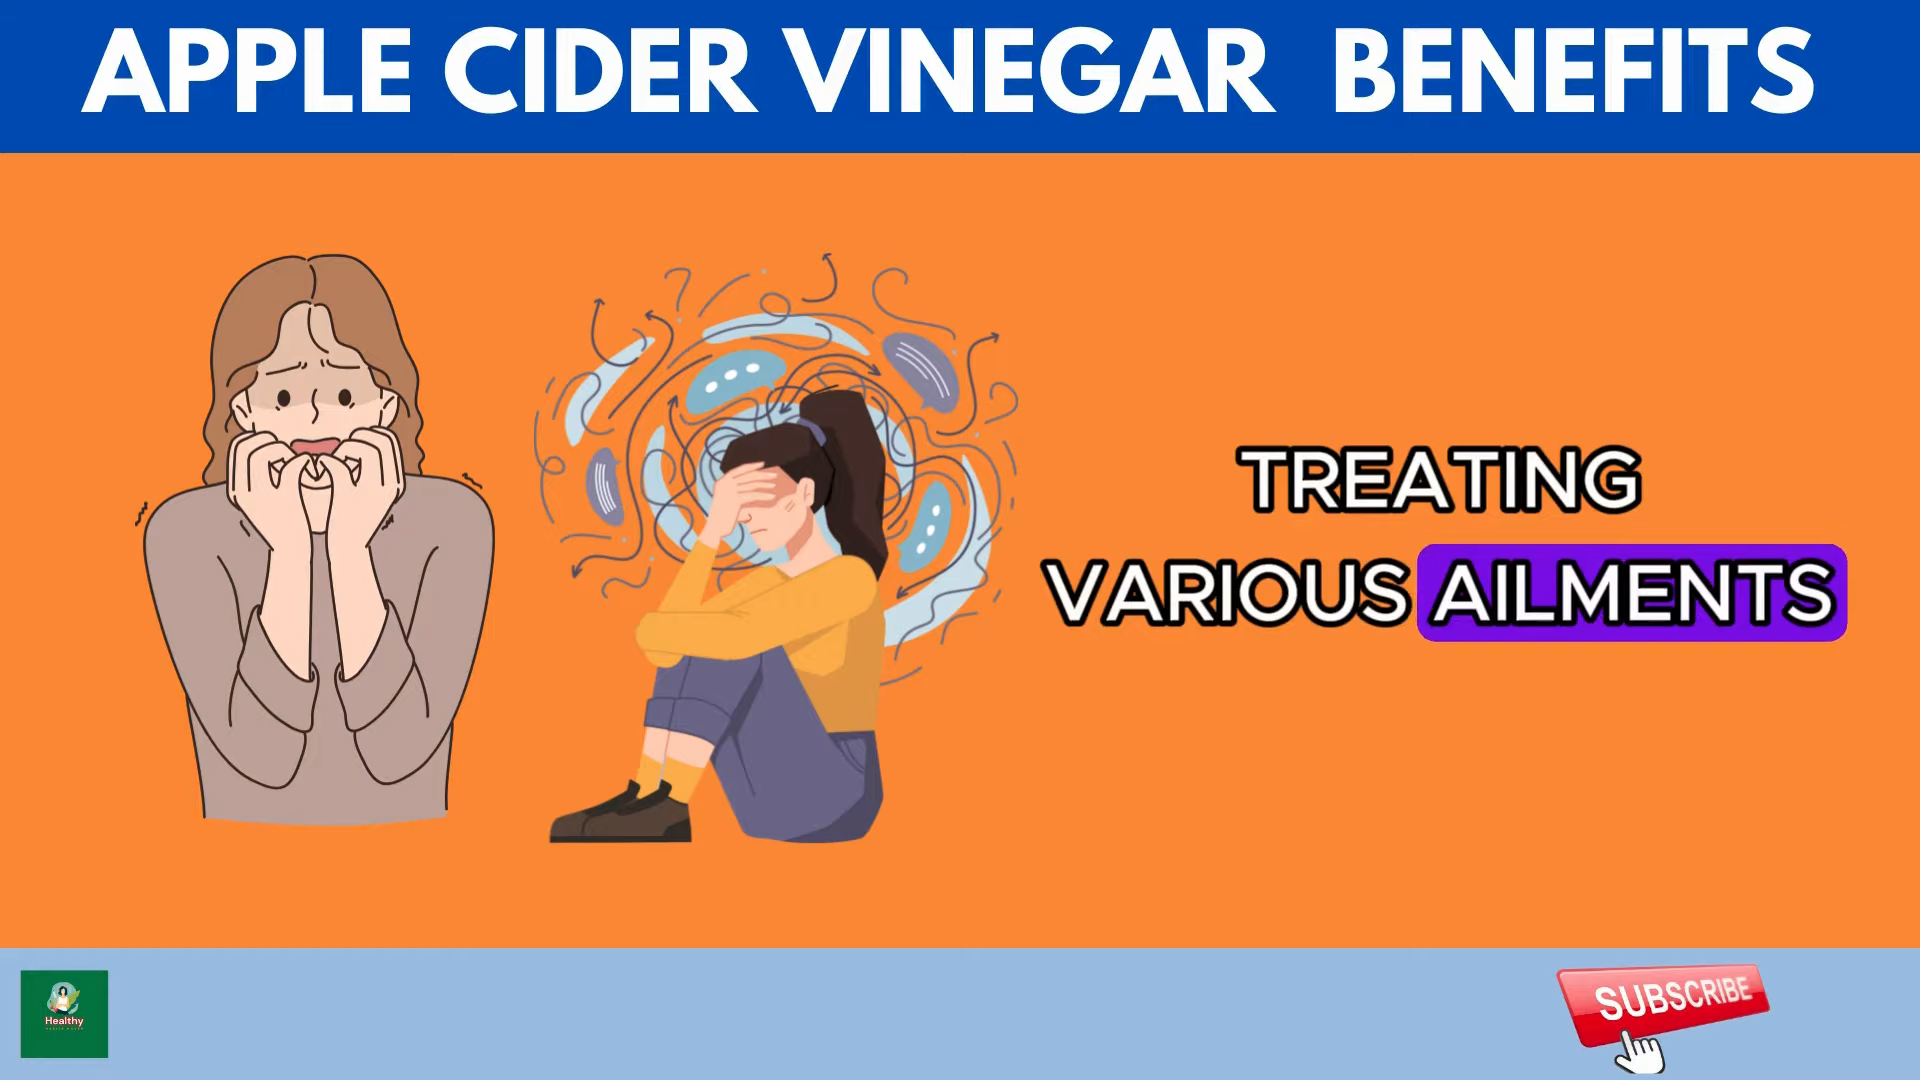 APPLE CIDER VINEGAR BENEFITS
TREATING
VARIOUS AILMENTS
Healthy
SUBSCRIBE